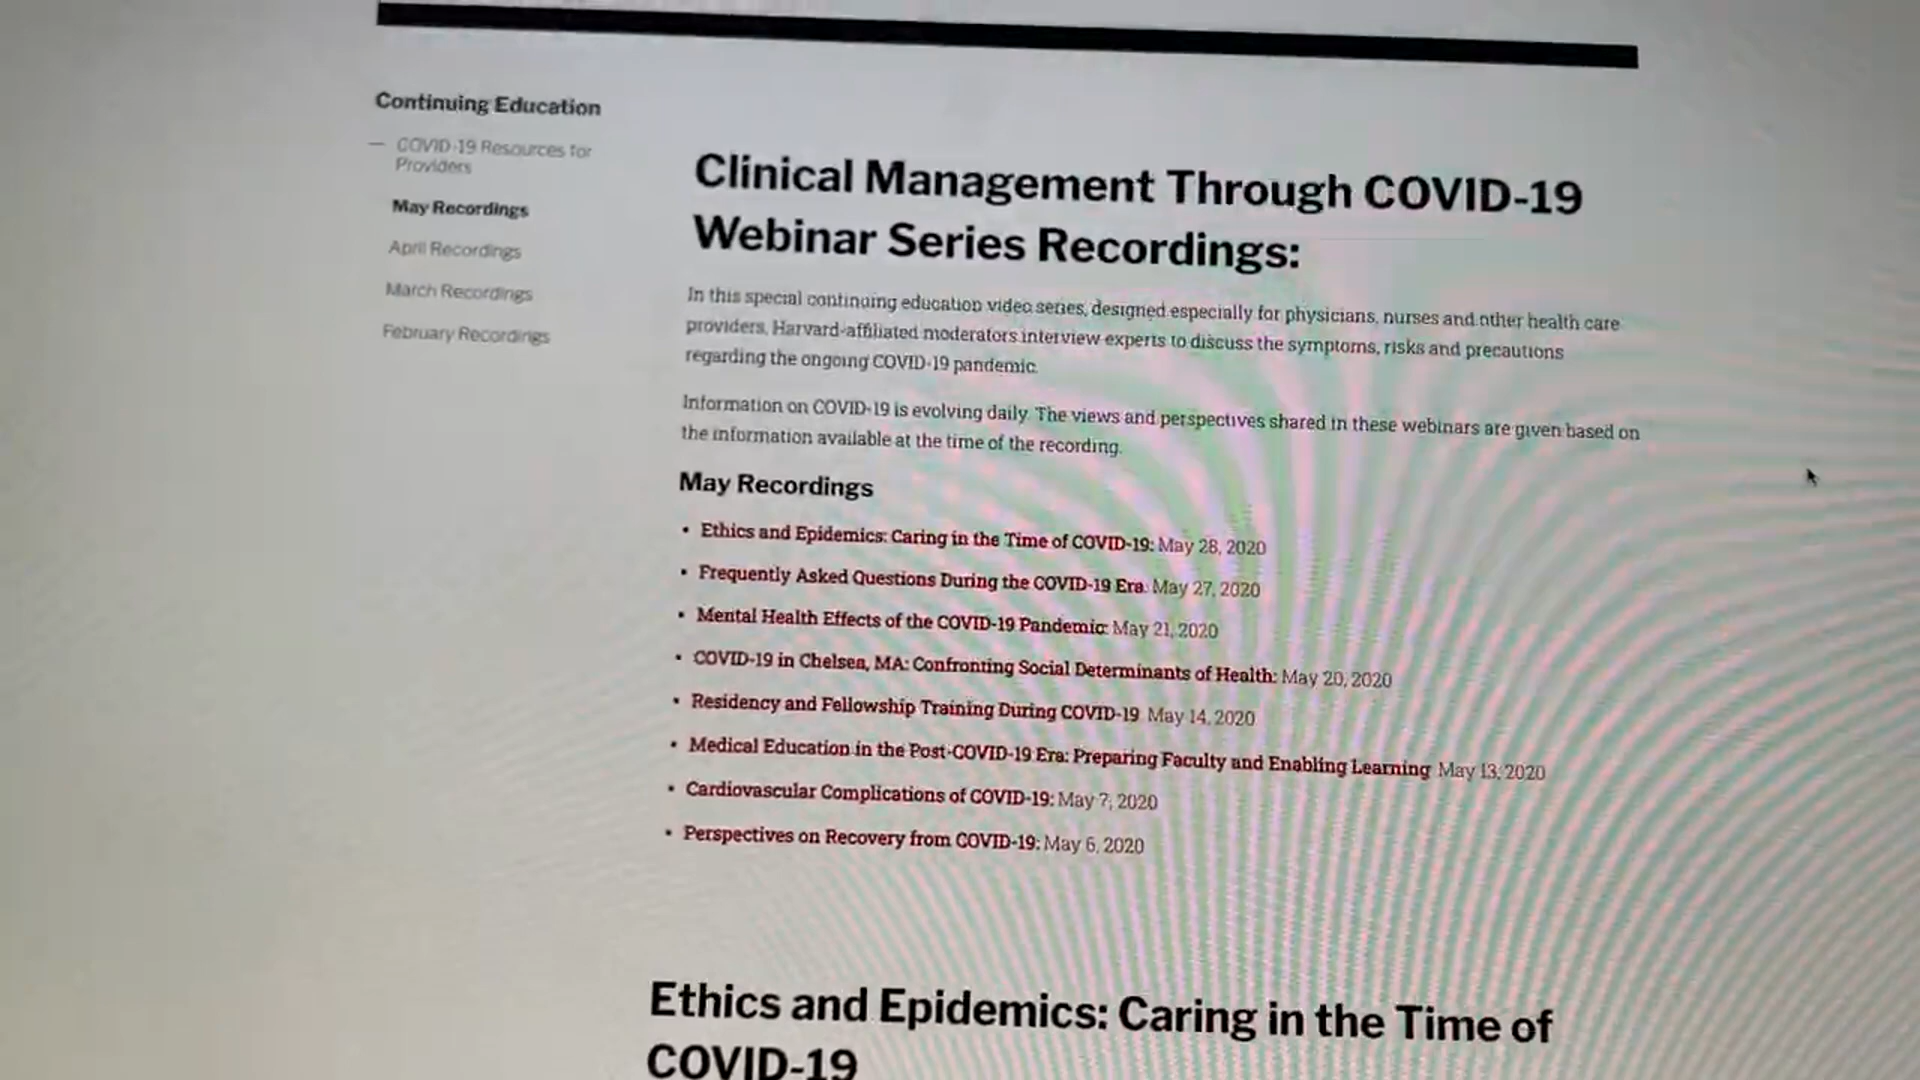 Continuing Education
— COVID-19 Resources for
Providers
May Recordings
April Recordings
March Recordings
February Recordings
Clinical Management Through COVID-19
Webinar Series Recordings:
In this special continuing education video series, designed especially for physicians, nurses and other health care
providers, Harvard-affiliated moderators interview experts to discuss the symptoms, risks and precautions
regarding the ongoing COVID-19 pandemic.
Information on COVID-19 is evolving daily. The views and perspectives shared in these webinars are given based on
the information available at the time of the recording.
May Recordings
• Ethics and Epidemics: Caring in the Time of COVID-19: May 28, 2020
• Frequently Asked Questions During the COVID-19 Era: May 27, 2020
• Mental Health Effects of the COVID-19 Pandemic: May 21, 2020
• COVID-19 in Chelsea, MA: Confronting Social Determinants of Health: May 20, 2020
• Residency and Fellowship Training During COVID-19: May 14, 2020
• Medical Education in the Post-COVID-19 Era: Preparing Faculty and Enabling Learning: May 13, 2020
• Cardiovascular Complications of COVID-19: May 7, 2020
• Perspectives on Recovery from COVID-19: May 6, 2020
Ethics and Epidemics: Caring in the Time of
COVID-19